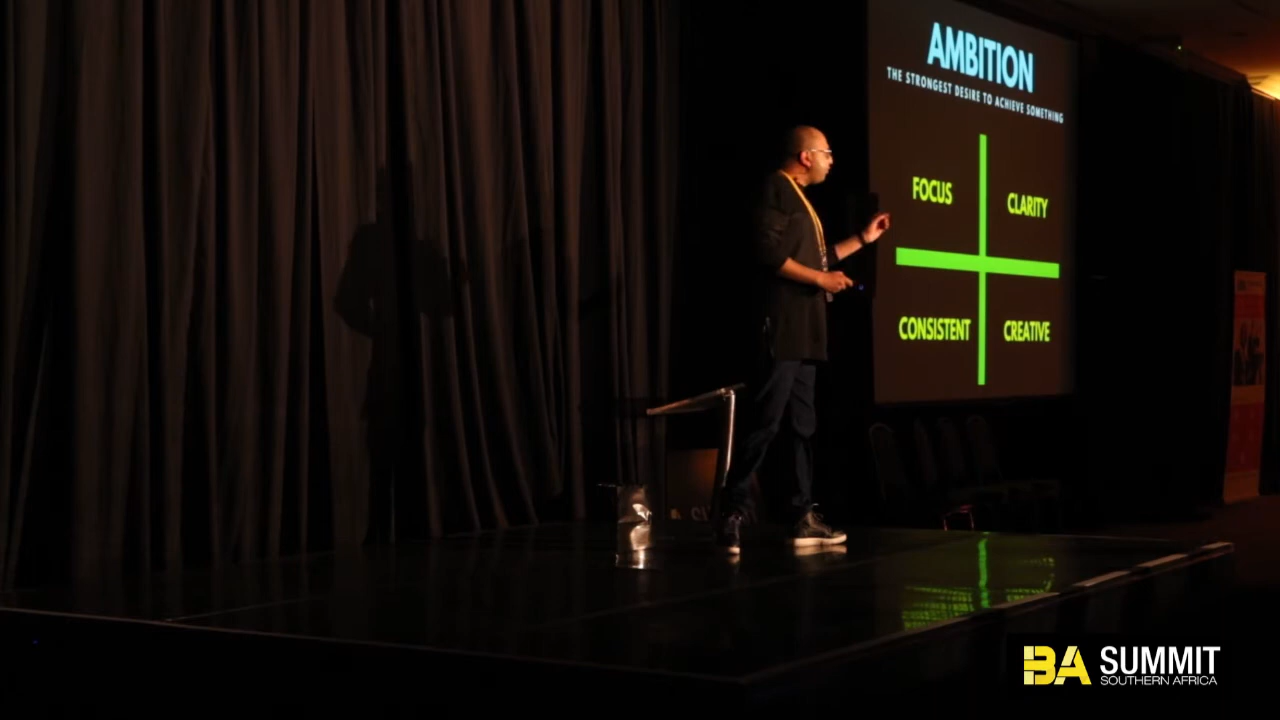 AMBITION
THE STRONGEST DESIRE TO ACHIEVE SOMETHING
FOCUS
CLARITY
CONSISTENT
CREATIVE
BA SUMMIT
SOUTHERN AFRICA